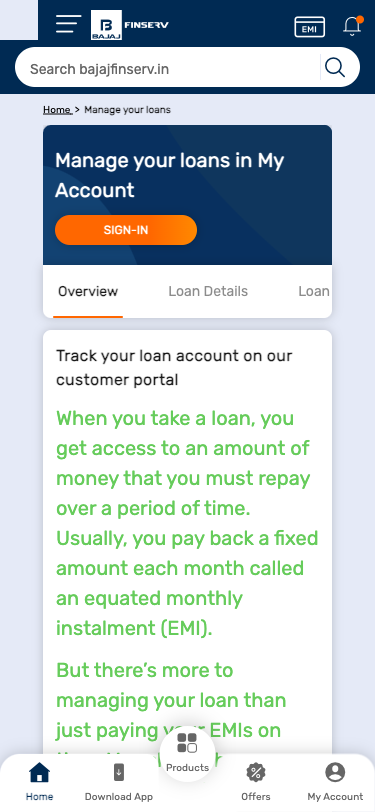 BAJAJ
FINSERV
EMI
Search bajajfinserv.in
Home > Manage your loans
Manage your loans in My
Account
SIGN-IN
Overview
Loan Details
Loan
Track your loan account on our
customer portal
When you take a loan, you
get access to an amount of
money that you must repay
over a period of time.
Usually, you pay back a fixed
amount each month called
an equated monthly
instalment (EMI).
But there's more to
managing your loan than
just paying your EMIs on
Products
Home
Download App
Offers
My Account